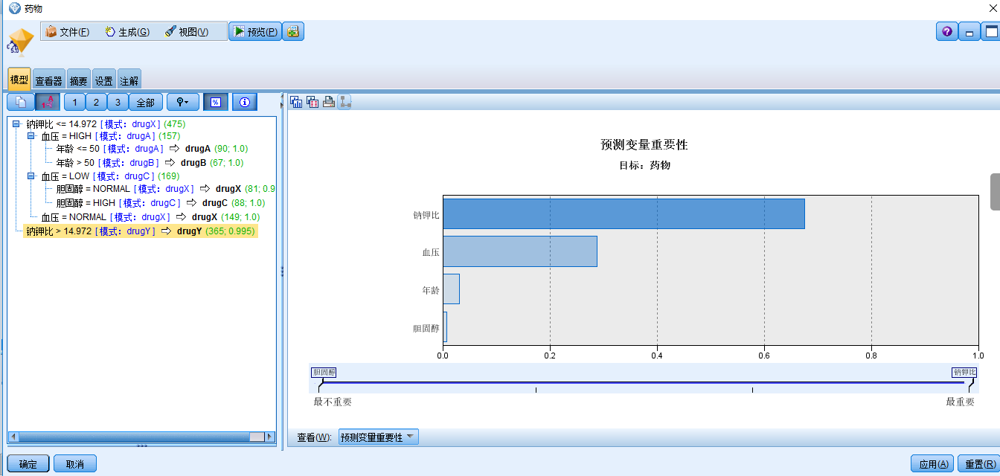 药物
文件(F) 生成(G) 视图(V) 预览(P)
5.0
模型 查看器 摘要 设置 注解
1 2 3 全部 %
钠钾比 <= 14.972 [模式: drugX] (475)
血压 = HIGH [模式: drugA] (157)
年龄 <= 50 [模式: drugA] ⇨ drugA (90; 1.0)
年龄 > 50 [模式: drugB] ⇨ drugB (67; 1.0)
血压 = LOW [模式: drugC] (169)
胆固醇 = NORMAL [模式: drugX] ⇨ drugX (81; 0.9
胆固醇 = HIGH [模式: drugC] ⇨ drugC (88; 1.0)
血压 = NORMAL [模式: drugX] ⇨ drugX (149; 1.0)
钠钾比 > 14.972 [模式: drugY] ⇨ drugY (365; 0.995)
预测变量重要性
目标：药物
钠钾比
血压
年龄
胆固醇
0.0 0.2 0.4 0.6 0.8 1.0
胆固醇 钠钾比
最不重要 最重要
查看(W): 预测变量重要性
确定 取消 应用(A) 重置(R)